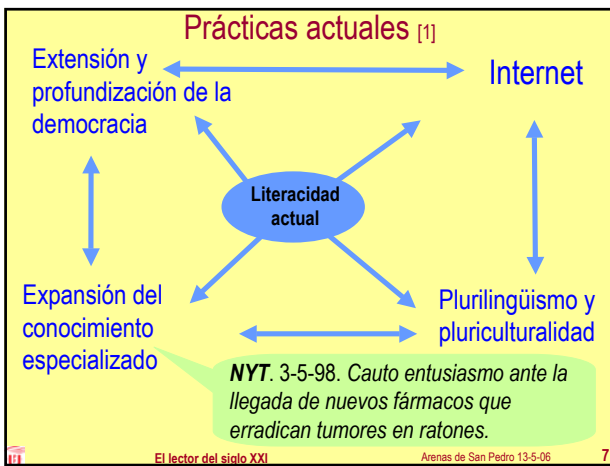 Prácticas actuales [1]
Extensión y
profundización de la
democracia
Internet
Literacidad
actual
Expansión del
conocimiento
especializado
Plurilingüismo y
pluriculturalidad
NYT. 3-5-98. Cauto entusiasmo ante la
llegada de nuevos fármacos que
erradican tumores en ratones.
El lector del siglo XXI
Arenas de San Pedro 13-5-06
7